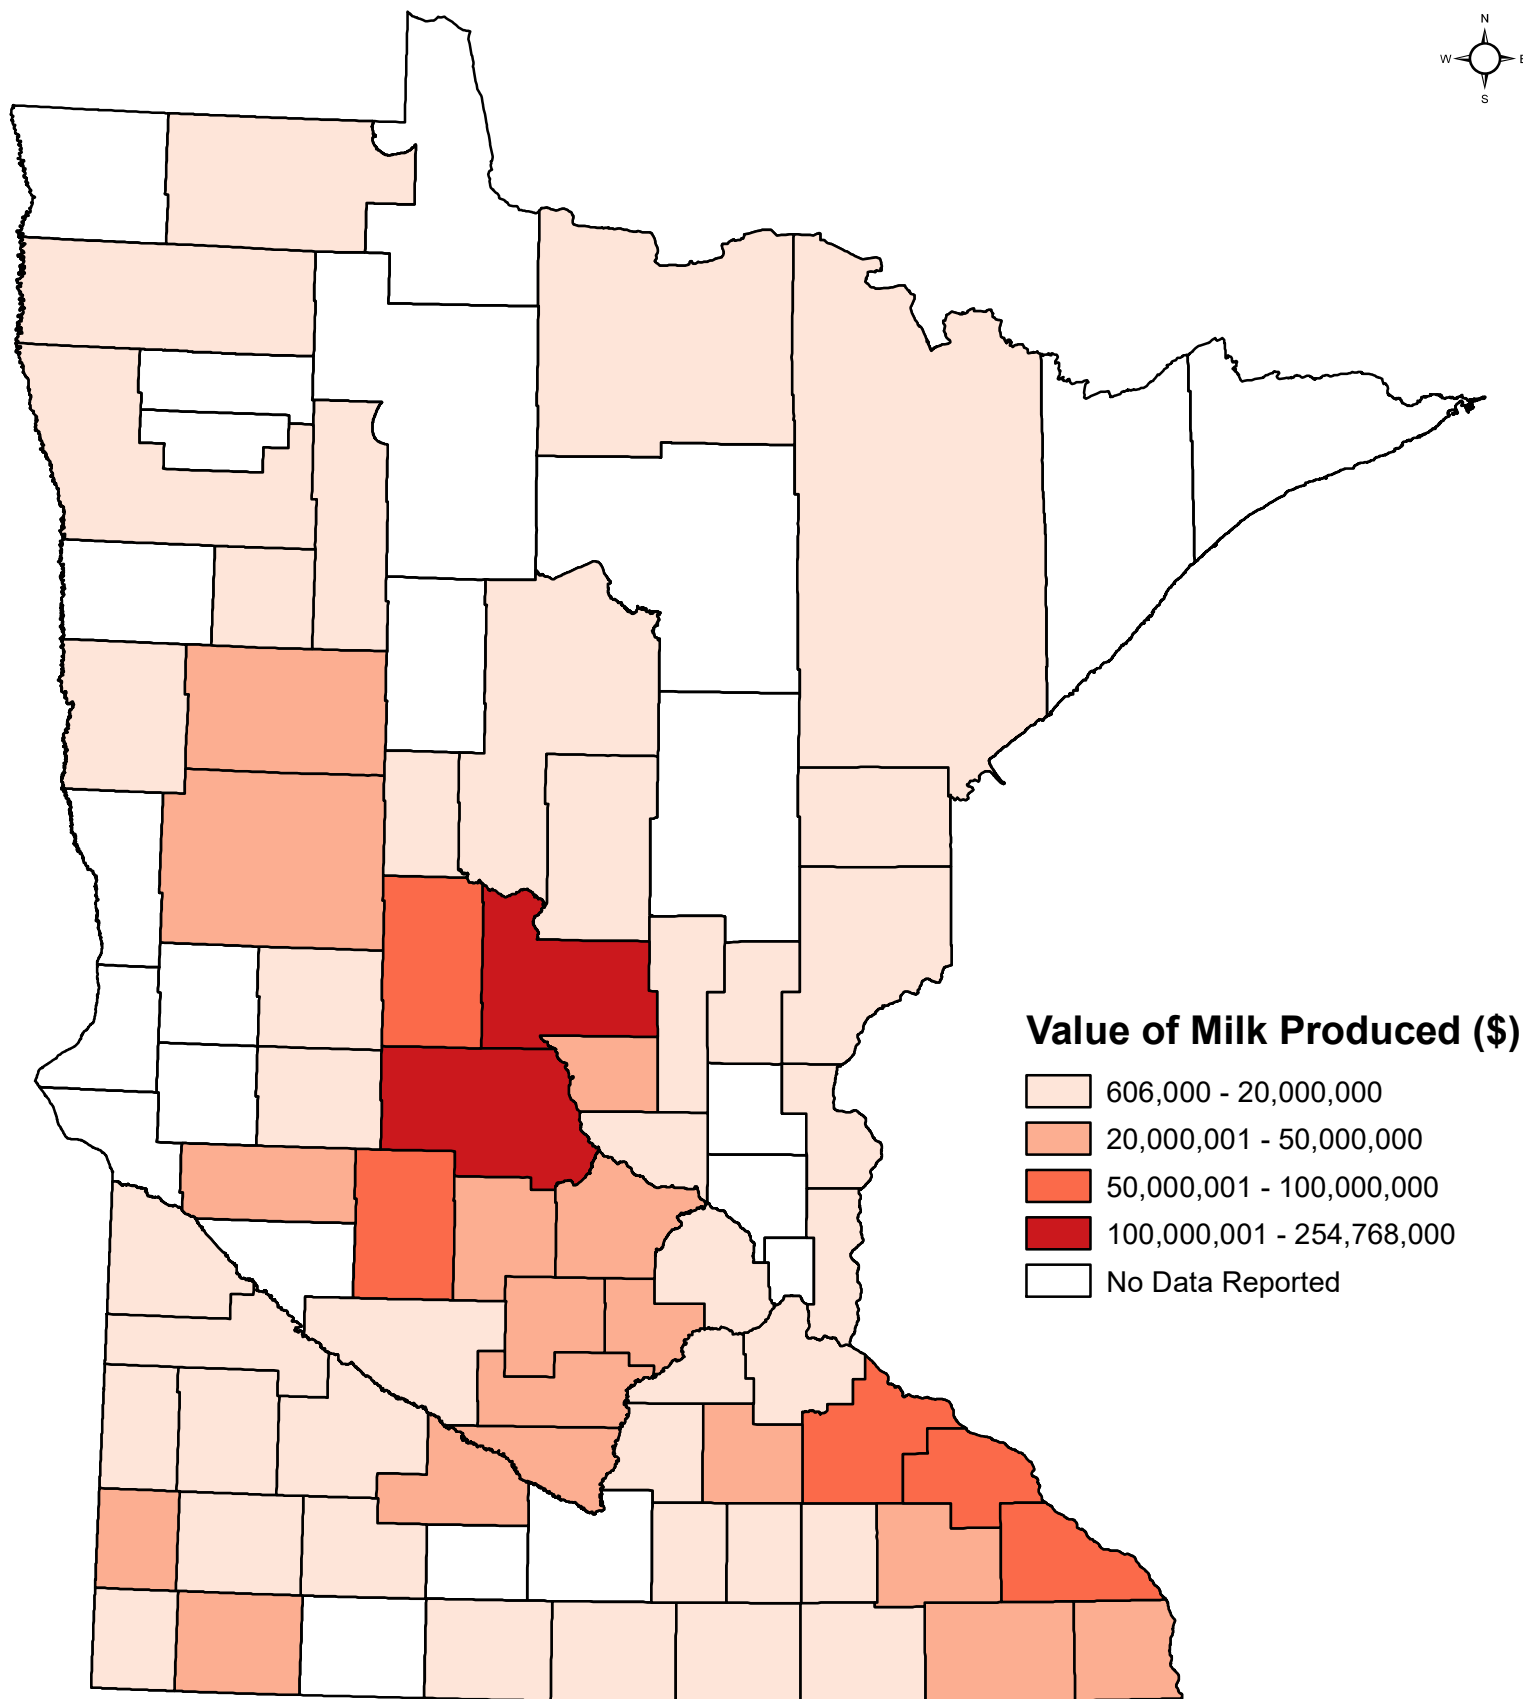 N
W E
S
Value of Milk Produced ($)
606,000 - 20,000,000
20,000,001 - 50,000,000
50,000,001 - 100,000,000
100,000,001 - 254,768,000
No Data Reported